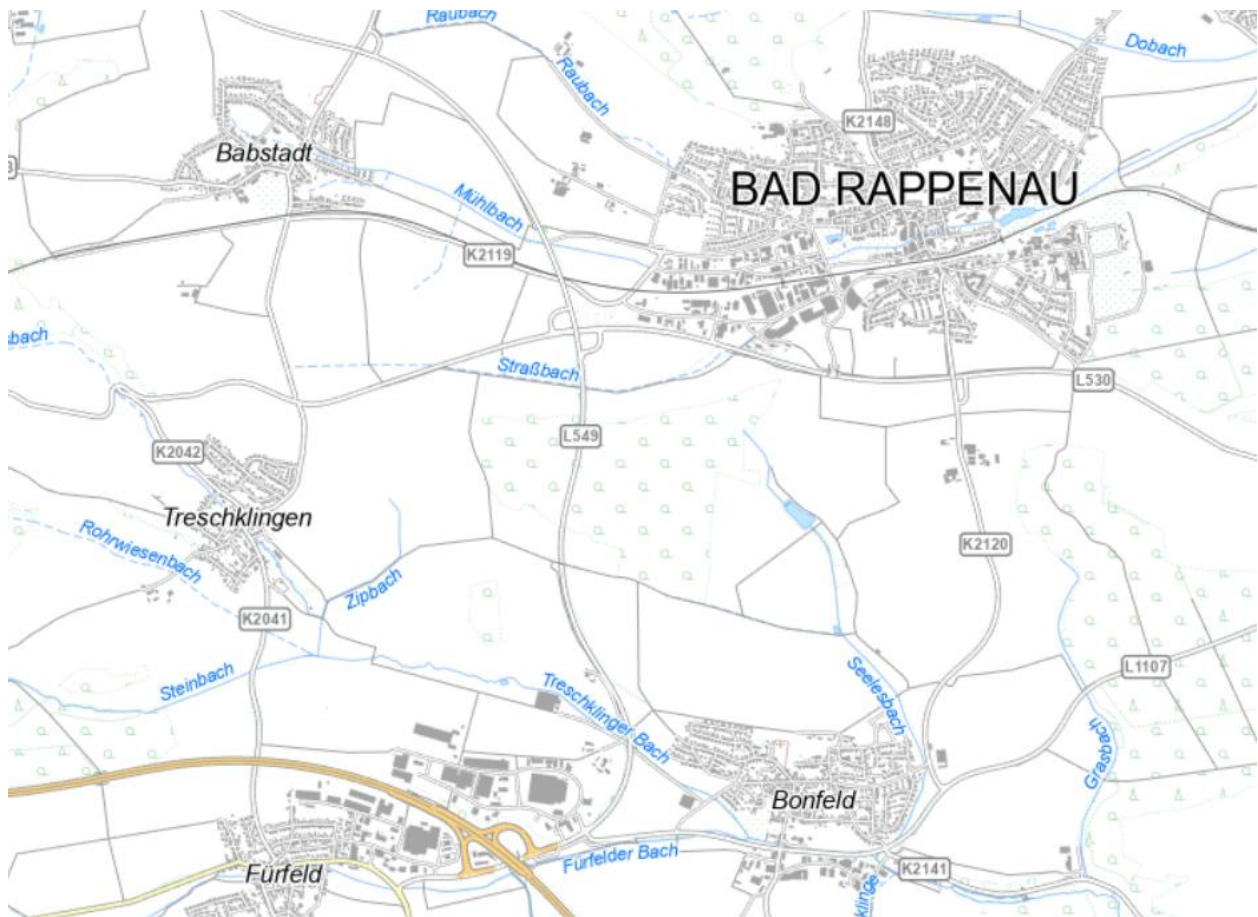 Raubach
Dobach
Raubach
K2148
Babstadt
BAD RAPPENAU
Mühlbach
K2119
Straßbach
L530
L549
K2042
Treschklingen
Rohrwiesenbach
K2120
Zipbach
K2041
Steinbach
Seelesbach
L1107
Treschklinger Bach
Grasbach
Bonfeld
Fürfelder Bach
Fürfeld
K2141